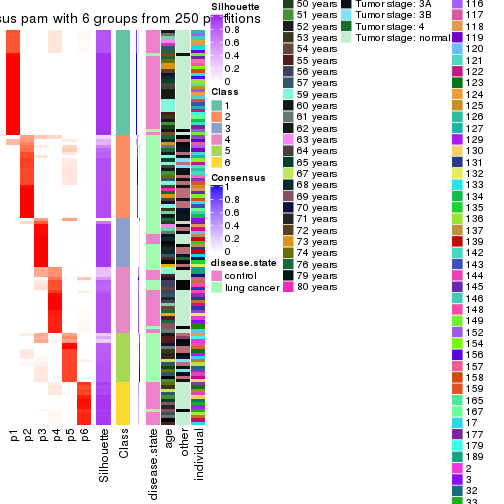 sus pam with 6 groups from 250 partitions
Silhouette
1
0.8
0.6
0.4
0.2
0
Class
1
2
3
4
5
6
Consensus
1
0.8
0.6
0.4
0.2
0
disease.state
control
lung cancer
50 years
51 years
52 years
53 years
54 years
55 years
56 years
57 years
59 years
60 years
61 years
62 years
63 years
64 years
65 years
67 years
68 years
69 years
70 years
71 years
72 years
73 years
74 years
76 years
78 years
79 years
80 years
Tumor stage: 3A
Tumor stage: 3B
Tumor stage: 4
Tumor stage: normal
116
117
118
119
120
121
122
123
124
125
126
127
129
130
131
132
133
134
135
136
137
139
142
143
144
145
146
148
149
152
154
156
157
158
159
165
167
17
177
179
189
2
3
32
33
p1
p2
p3
p4
p5
p6
Silhouette
Class
disease.state
age
other
individual